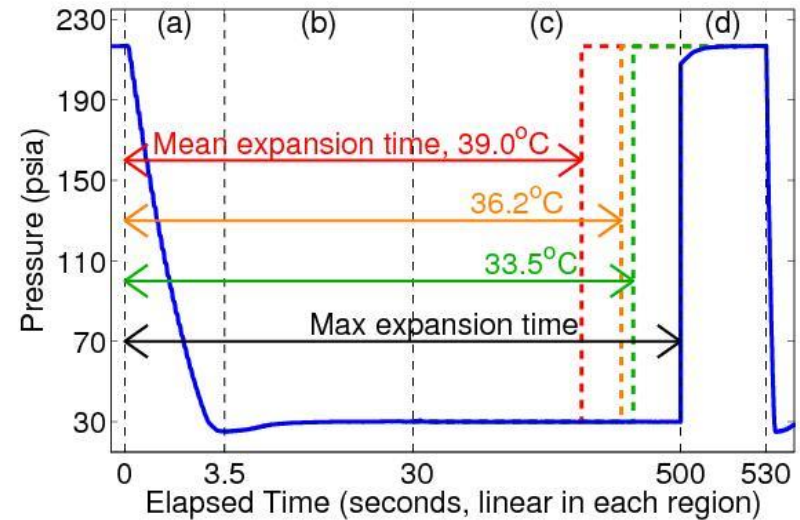 230
(a)
(b)
(c)
(d)
190
Mean expansion time, 39.0°C
150
36.2°C
110
33.5°C
Max expansion time
70
30
Pressure (psia)
0
3.5
30
500
530
Elapsed Time (seconds, linear in each region)